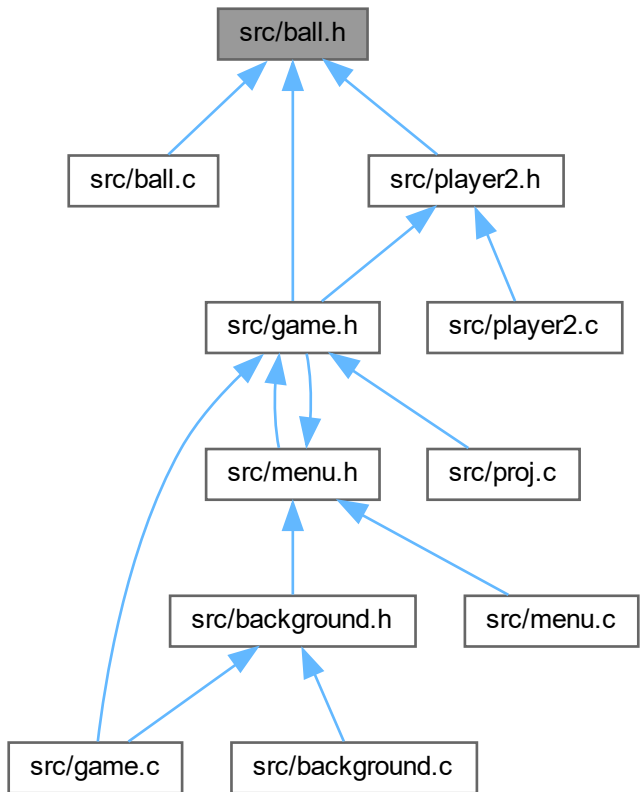 src/ball.h
src/ball.c
src/player2.h
src/game.h
src/player2.c
src/menu.h
src/proj.c
src/background.h
src/menu.c
src/game.c
src/background.c